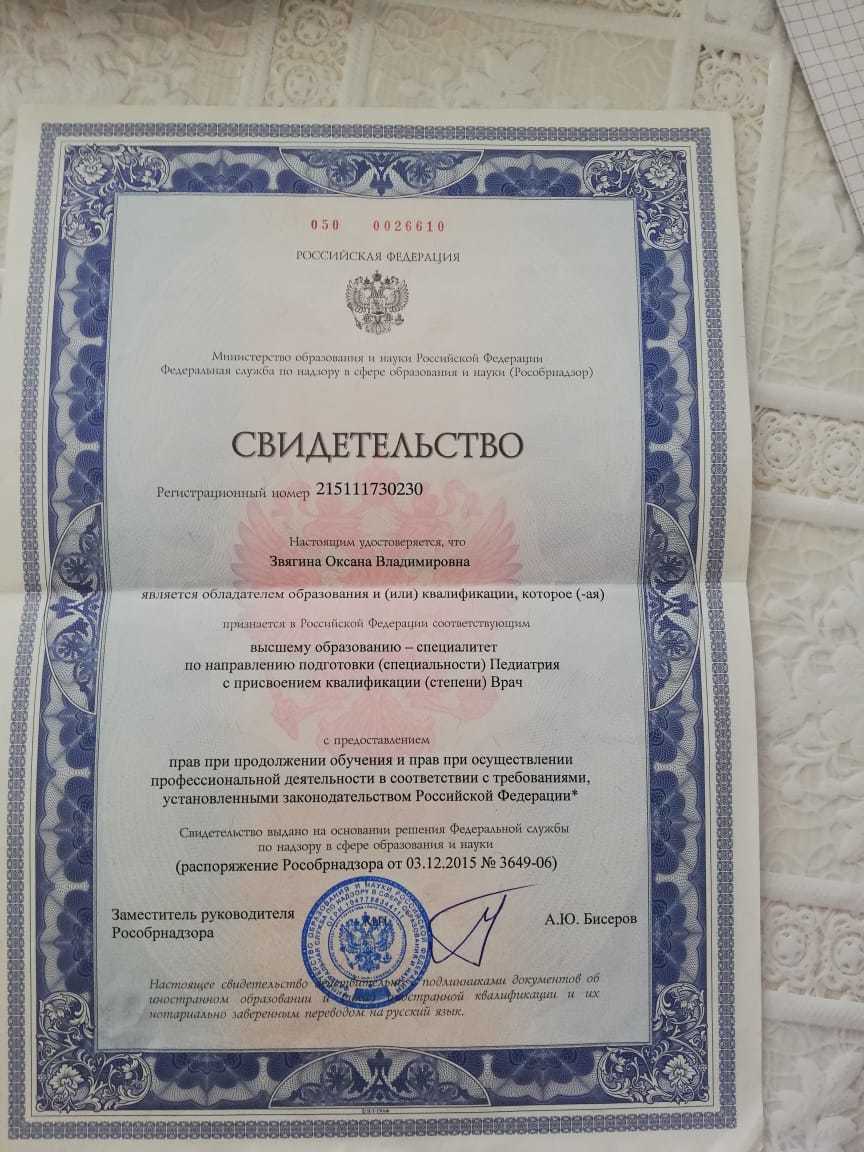 050 0026610
РОССИЙСКАЯ ФЕДЕРАЦИЯ
Министерство образования и науки Российской Федерации
Федеральная служба по надзору в сфере образования и науки (Рособрнадзор)
СВИДЕТЕЛЬСТВО
Регистрационный номер 215111730230
Настоящим удостоверяется, что
Звягина Оксана Владимировна
является обладателем образования и (или) квалификации, которое (-ая)
признается в Российской Федерации соответствующим
высшему образованию – специалитет
по направлению подготовки (специальности) Педиатрия
с присвоением квалификации (степени) Врач
с предоставлением
прав при продолжении обучения и прав при осуществлении
профессиональной деятельности в соответствии с требованиями,
установленными законодательством Российской Федерации*
Свидетельство выдано на основании решения Федеральной службы
по надзору в сфере образования и науки
(распоряжение Рособрнадзора от 03.12.2015 № 3649-06)
Заместитель руководителя
Рособрнадзора
А.Ю. Бисеров
Настоящее свидетельство действительно с подлинниками документов об
иностранном образовании и иностранной квалификации и их
нотариально заверенным переводом на русский язык.